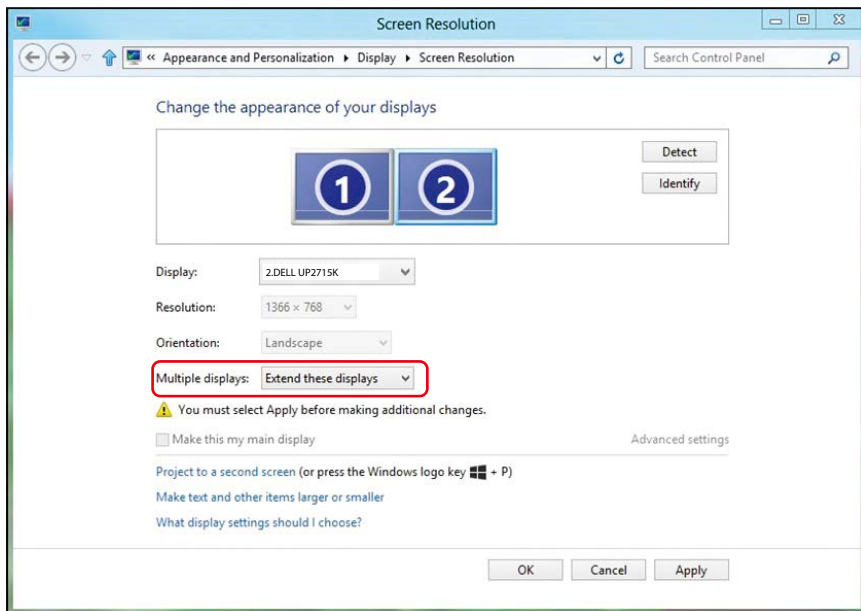 Screen Resolution
« Appearance and Personalization ▸ Display ▸ Screen Resolution
Search Control Panel
Change the appearance of your displays
1 2
Detect
Identify
Display: 2.DELL UP2715K
Resolution: 1366 × 768
Orientation: Landscape
Multiple displays: Extend these displays
You must select Apply before making additional changes.
Make this my main display Advanced settings
Project to a second screen (or press the Windows logo key + P)
Make text and other items larger or smaller
What display settings should I choose?
OK Cancel Apply